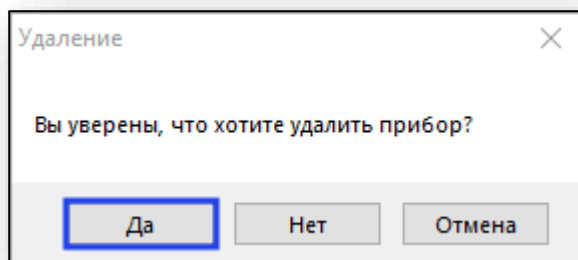 Удаление
Вы уверены, что хотите удалить прибор?
Да Нет Отмена